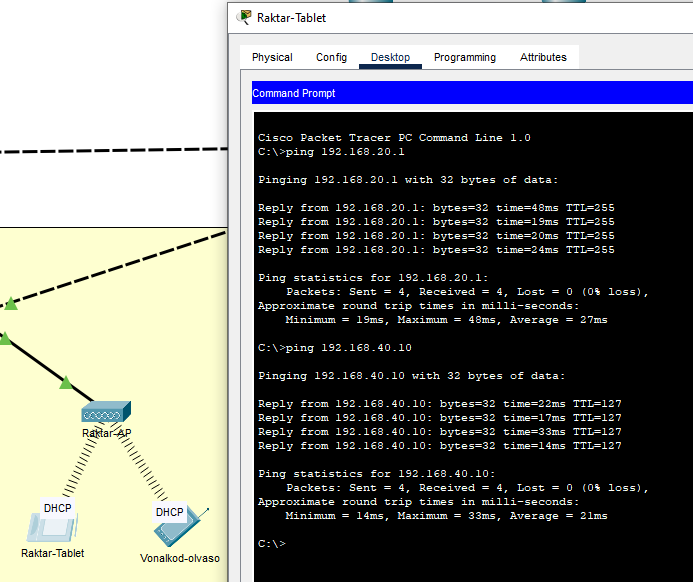 Raktar-Tablet
Physical Config Desktop Programming Attributes
Command Prompt
Cisco Packet Tracer PC Command Line 1.0
C:\>ping 192.168.20.1
Pinging 192.168.20.1 with 32 bytes of data:
Reply from 192.168.20.1: bytes=32 time=48ms TTL=255
Reply from 192.168.20.1: bytes=32 time=19ms TTL=255
Reply from 192.168.20.1: bytes=32 time=20ms TTL=255
Reply from 192.168.20.1: bytes=32 time=24ms TTL=255
Ping statistics for 192.168.20.1:
Packets: Sent = 4, Received = 4, Lost = 0 (0% loss),
Approximate round trip times in milli-seconds:
Minimum = 19ms, Maximum = 48ms, Average = 27ms
C:\>ping 192.168.40.10
Pinging 192.168.40.10 with 32 bytes of data:
Reply from 192.168.40.10: bytes=32 time=22ms TTL=127
Reply from 192.168.40.10: bytes=32 time=17ms TTL=127
Reply from 192.168.40.10: bytes=32 time=33ms TTL=127
Reply from 192.168.40.10: bytes=32 time=14ms TTL=127
Ping statistics for 192.168.40.10:
Packets: Sent = 4, Received = 4, Lost = 0 (0% loss),
Approximate round trip times in milli-seconds:
Minimum = 14ms, Maximum = 33ms, Average = 21ms
C:\>
Raktar-AP
DHCP
Raktar-Tablet
DHCP
Vonalkod-olvaso